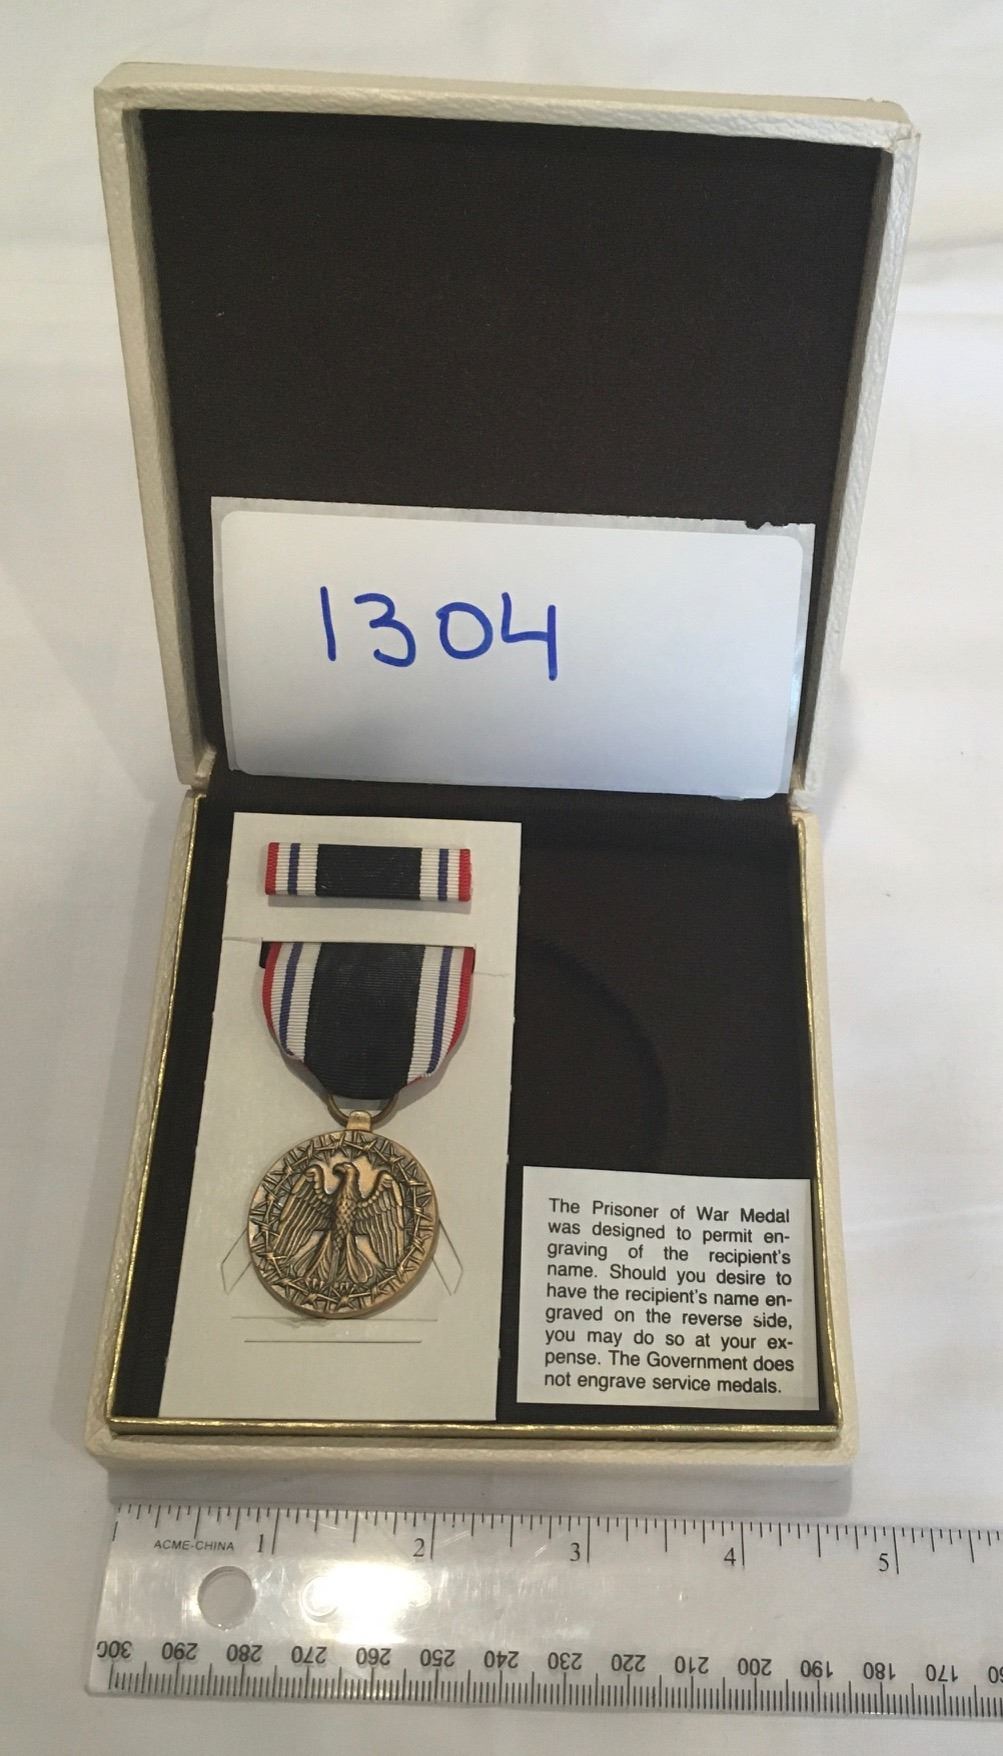 1304
The Prisoner of War Medal
was designed to permit en-
graving of the recipient's
name. Should you desire to
have the recipient's name en-
graved on the reverse side,
you may do so at your ex-
pense. The Government does
not engrave service medals.
ACME-CHINA 1 2 3 4 5
300 290 280 270 260 250 240 230 220 210 200 190 180 170